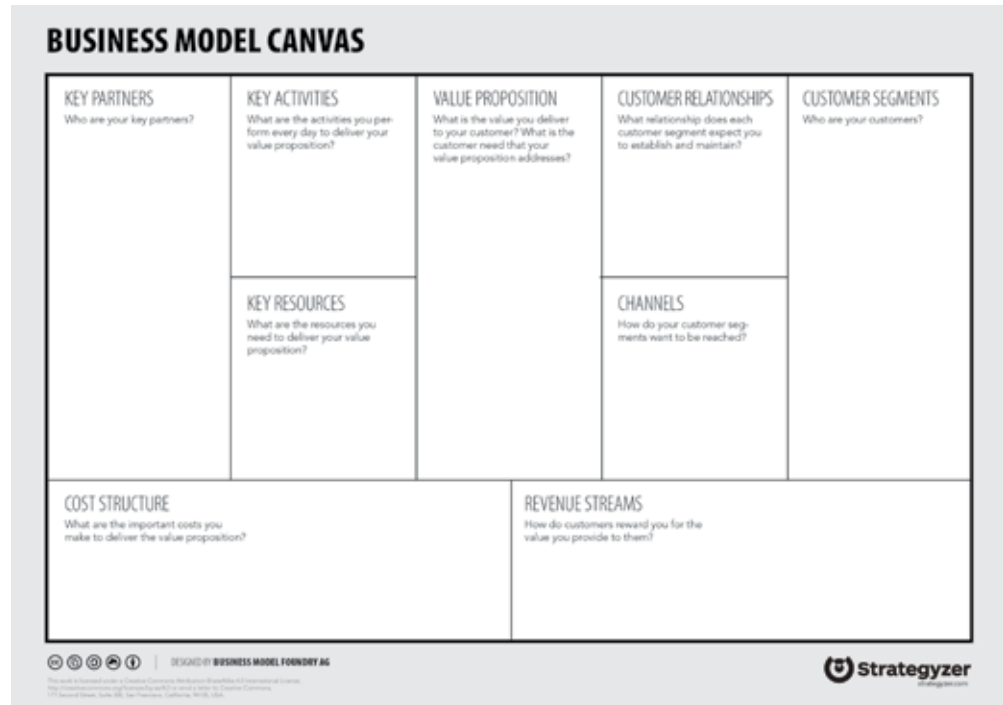 BUSINESS MODEL CANVAS
KEY PARTNERS
Who are your key partners?
KEY ACTIVITIES
What are the activities you per-
form every day to deliver your
value proposition?
KEY RESOURCES
What are the resources you
need to deliver your value
proposition?
VALUE PROPOSITION
What is the value you deliver
to your customer? What is the
customer need that your
value proposition addresses?
CUSTOMER RELATIONSHIPS
What relationship does each
customer segment expect you
to establish and maintain?
CHANNELS
How do your customer seg-
ments want to be reached?
CUSTOMER SEGMENTS
Who are your customers?
COST STRUCTURE
What are the important costs you
make to deliver the value proposition?
REVENUE STREAMS
How do customers reward you for the
value you provide to them?
cc
DESIGNED BY BUSINESS MODEL FOUNDRY AG
Strategyzer
strategyzer.com